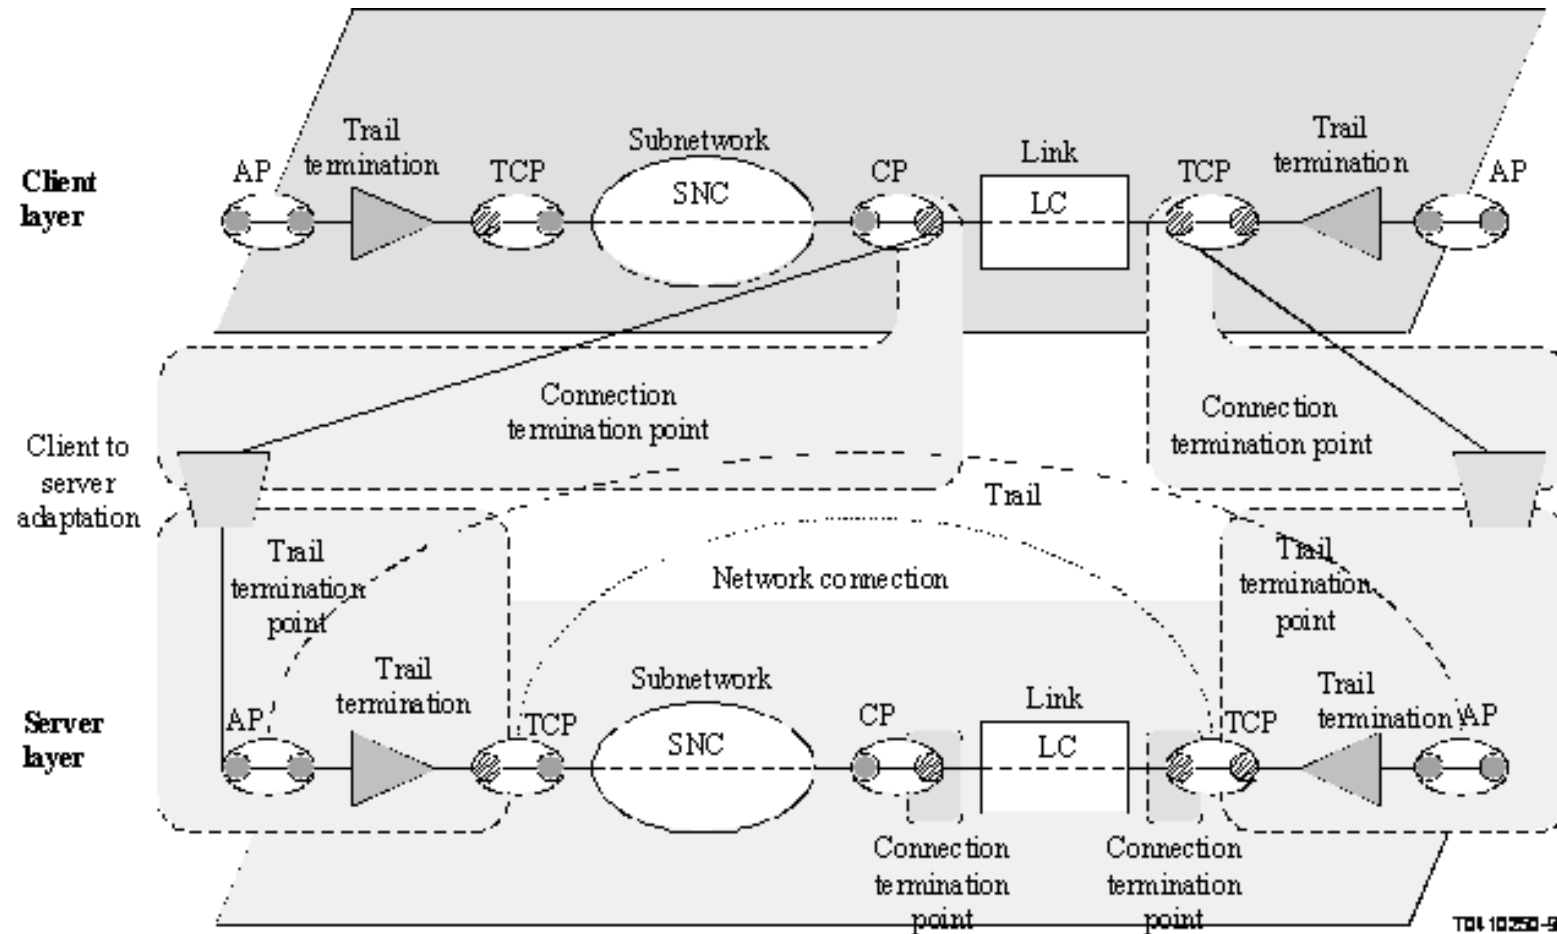 Trail
termination
Subnetwork
Trail
termination
AP
TCP
CP
Link
TCP
AP
Client
layer
SNC
LC
Connection
termination point
Connection
termination point
Client to
server
adaptation
Trail
Trail
termination
point
Network connection
Trail
termination
point
Trail
termination
Subnetwork
Link
Trail
termination
AP
TCP
CP
TCP
AP
Server
layer
SNC
LC
Connection
termination
point
Connection
termination
point